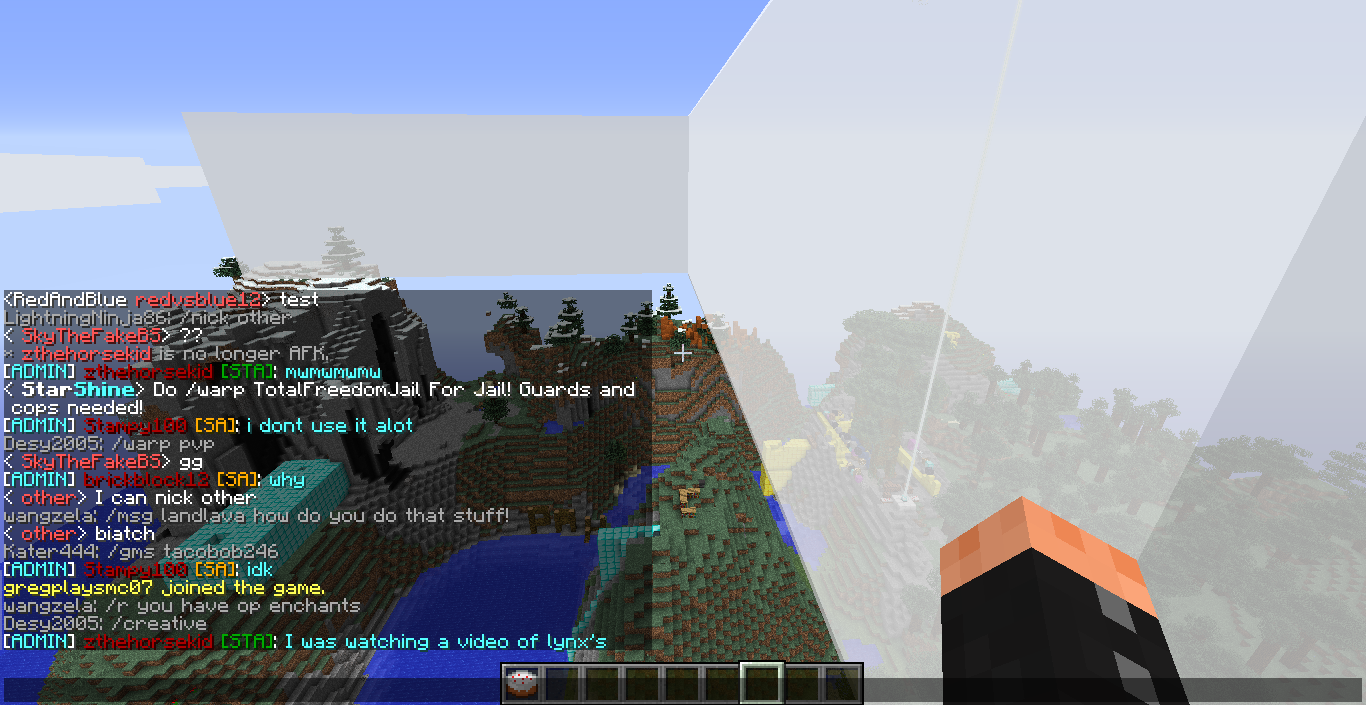 <RedAndBlue redvsblue12> test
LightningNinja86: /nick other
< SkyTheFakeBS> ??
* zthehorsekid is no longer AFK.
[ADMIN] zthehorsekid [STA]: mwmwmwmw
< StarShine> Do /warp TotalFreedomJail For Jail! Guards and
cops needed!
[ADMIN] Stampy100 [SA]: i dont use it alot
Desy2005: /warp pvp
< SkyTheFakeBS> gg
[ADMIN] brickblock12 [SA]: why
< other> I can nick other
wangzela: /msg landlava how do you do that stuff!
< other> biatch
Kater444: /gms tacobob246
[ADMIN] Stampy100 [SA]: idk
gregplaysmc07 joined the game.
wangzela: /r you have op enchants
Desy2005: /creative
[ADMIN] zthehorsekid [STA]: I was watching a video of lynx's